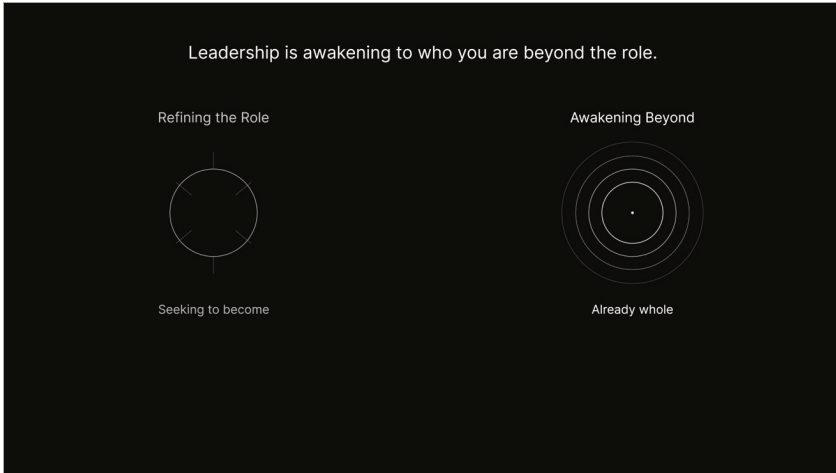 Leadership is awakening to who you are beyond the role.
Refining the Role
Awakening Beyond
Seeking to become
Already whole